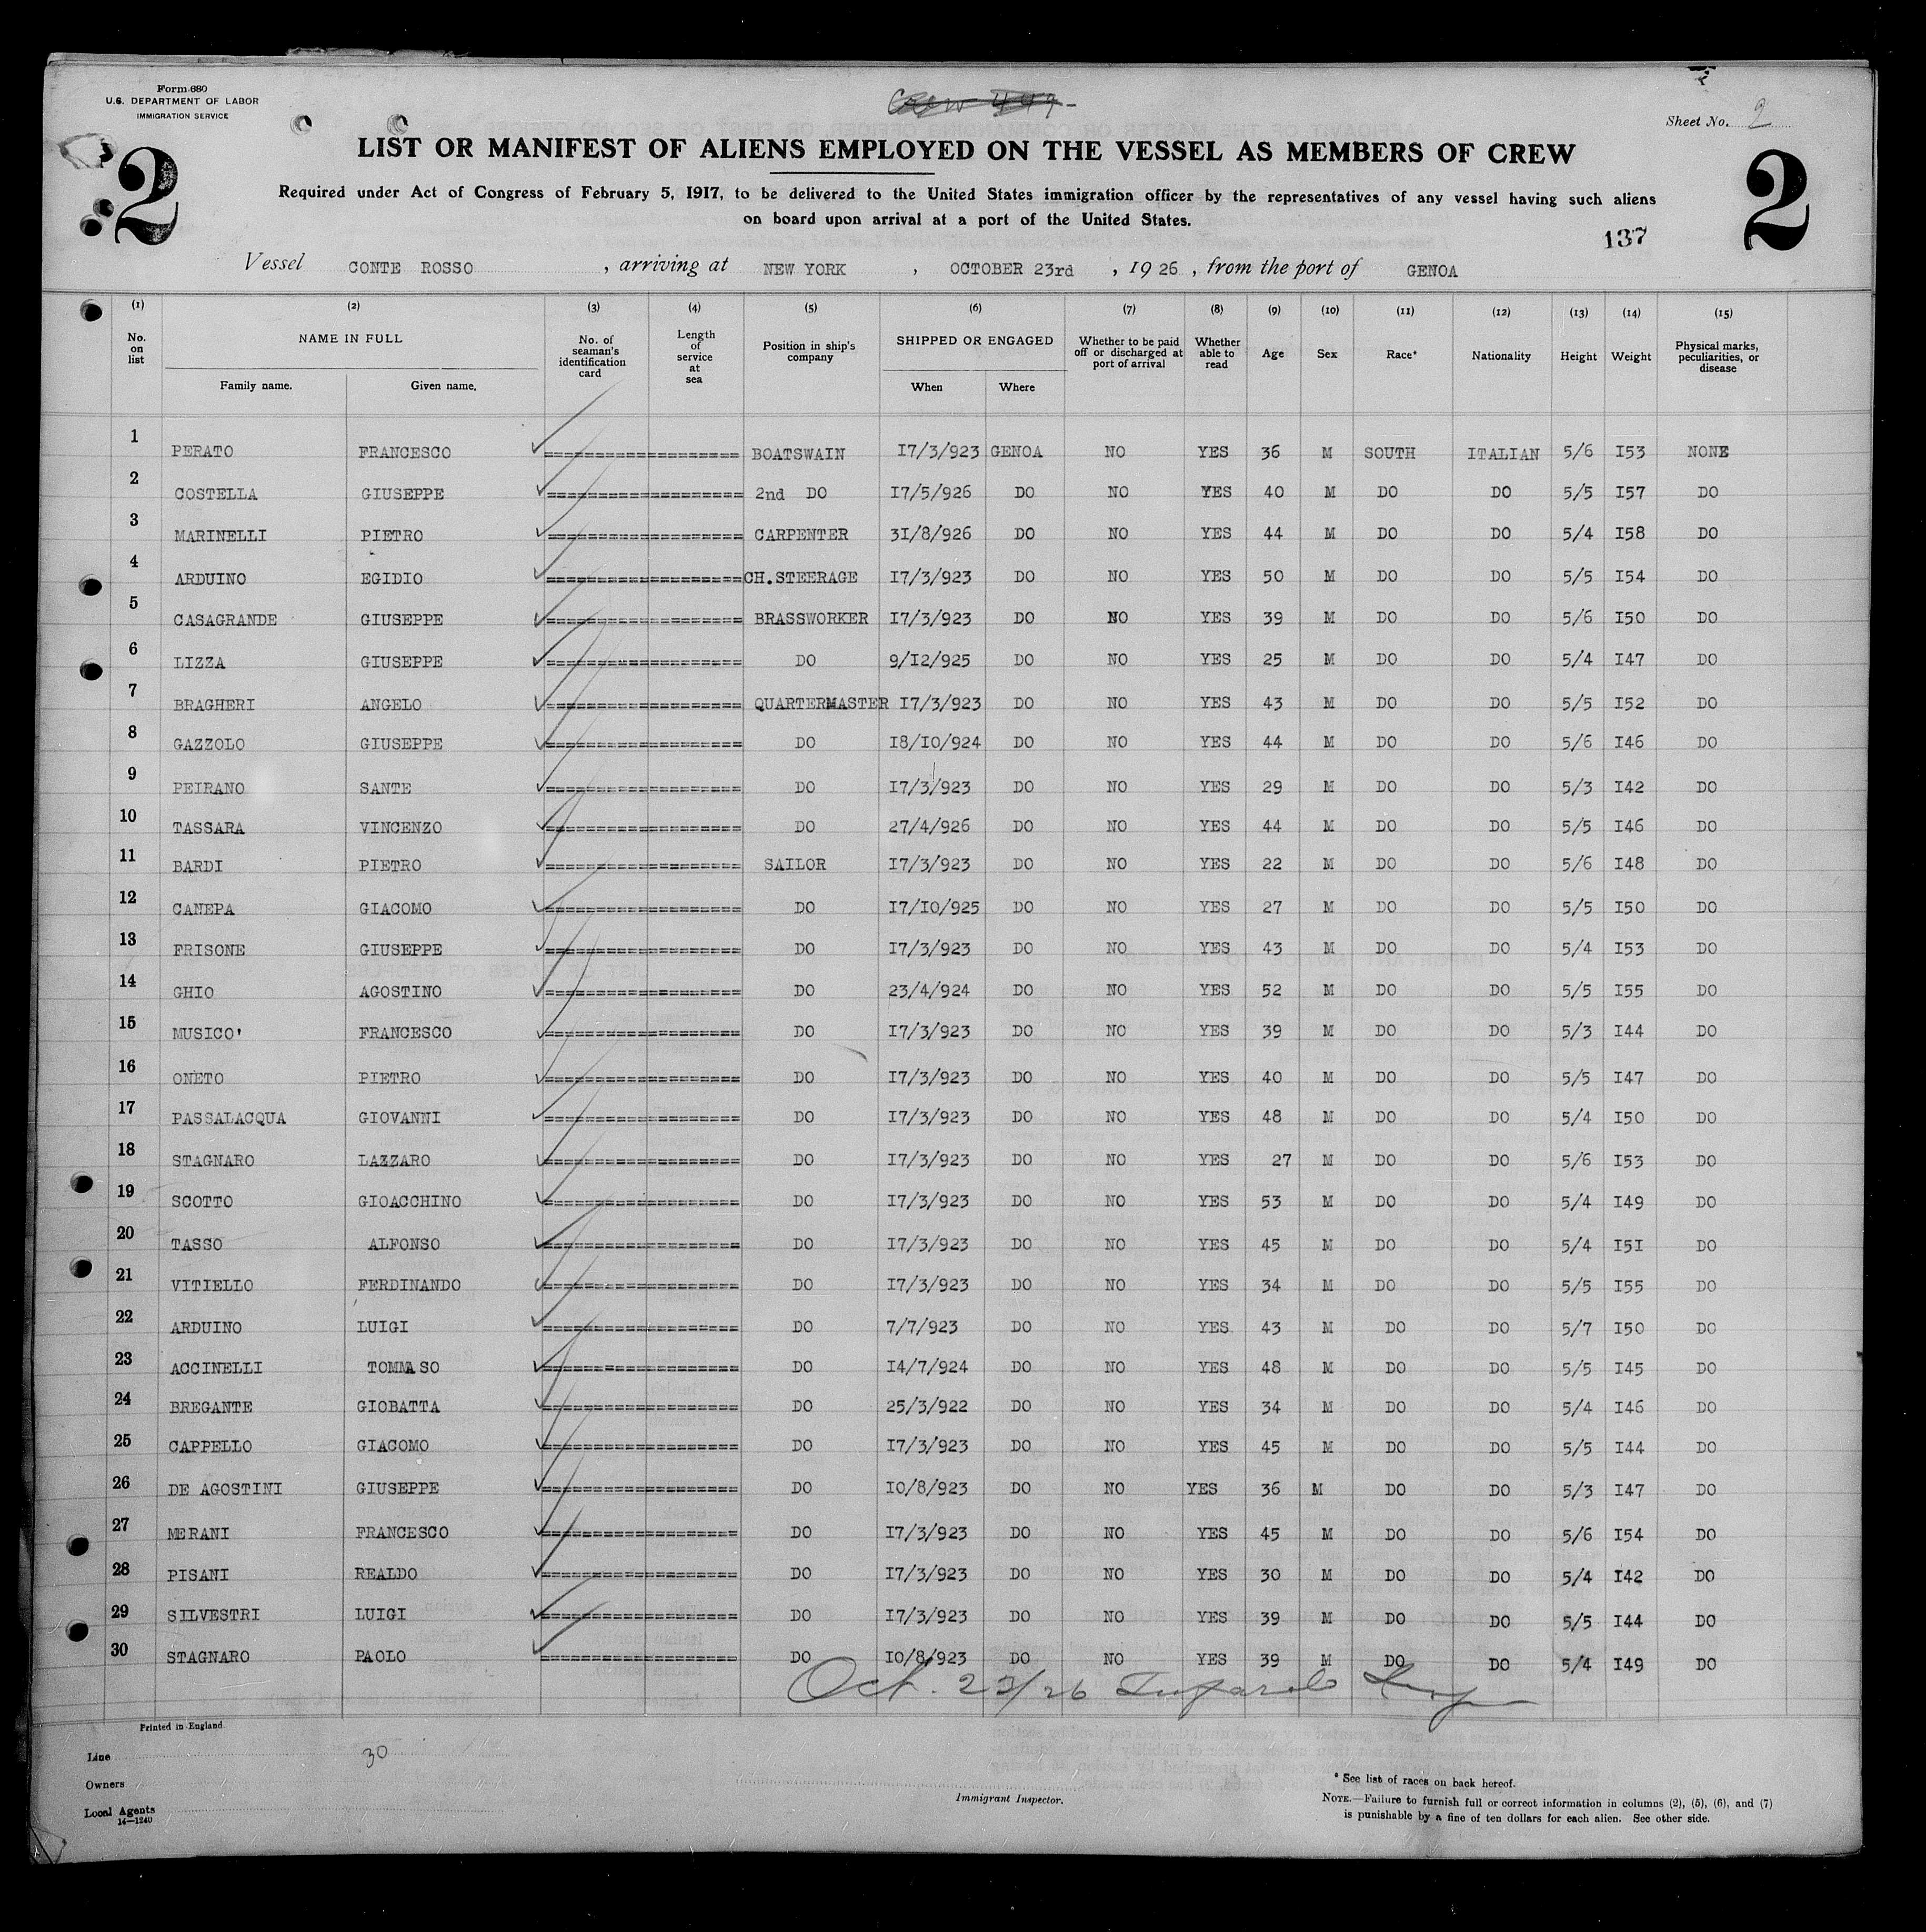 Form 680
U.S. DEPARTMENT OF LABOR
IMMIGRATION SERVICE
Crew 449-
Sheet No. 2
2
2
LIST OR MANIFEST OF ALIENS EMPLOYED ON THE VESSEL AS MEMBERS OF CREW
Required under Act of Congress of February 5, 1917, to be delivered to the United States immigration officer by the representatives of any vessel having such aliens
on board upon arrival at a port of the United States.
137
Vessel CONTE ROSSO, arriving at NEW YORK, OCTOBER 23rd, 1926, from the port of GENOA
(1) (2) (3) (4) (5) (6) (7) (8) (9) (10) (11) (12) (13) (14) (15)
No. on list NAME IN FULL Family name. Given name. No. of seaman's identification card Length of service at sea Position in ship's company SHIPPED OR ENGAGED When Where Whether to be paid off or discharged at port of arrival Whether able to read Age Sex Race* Nationality Height Weight Physical marks, peculiarities, or disease
1 PERATO FRANCESCO BOATSWAIN 17/3/923 GENOA NO YES 36 M SOUTH ITALIAN 5/6 153 NONE
2 COSTELLA GIUSEPPE 2nd DO 17/5/926 DO NO YES 40 M DO DO 5/5 157 DO
3 MARINELLI PIETRO CARPENTER 31/8/926 DO NO YES 44 M DO DO 5/4 158 DO
4 ARDUINO EGIDIO CH.STEERAGE 17/3/923 DO NO YES 50 M DO DO 5/5 154 DO
5 CASAGRANDE GIUSEPPE BRASSWORKER 17/3/923 DO NO YES 39 M DO DO 5/6 150 DO
6 LIZZA GIUSEPPE DO 9/12/925 DO NO YES 25 M DO DO 5/4 147 DO
7 BRAGHERI ANGELO QUARTERMASTER 17/3/923 DO NO YES 43 M DO DO 5/5 152 DO
8 GAZZOLO GIUSEPPE DO 18/10/924 DO NO YES 44 M DO DO 5/6 146 DO
9 PEIRANO SANTE DO 17/3/923 DO NO YES 29 M DO DO 5/3 142 DO
10 TASSARA VINCENZO DO 27/4/926 DO NO YES 44 M DO DO 5/5 146 DO
11 BARDI PIETRO SAILOR 17/3/923 DO NO YES 22 M DO DO 5/6 148 DO
12 CANEPA GIACOMO DO 17/10/925 DO NO YES 27 M DO DO 5/5 150 DO
13 FRISONE GIUSEPPE DO 17/3/923 DO NO YES 43 M DO DO 5/4 153 DO
14 GHIO AGOSTINO DO 23/4/924 DO NO YES 52 M DO DO 5/5 155 DO
15 MUSICO' FRANCESCO DO 17/3/923 DO NO YES 39 M DO DO 5/3 144 DO
16 ONETO PIETRO DO 17/3/923 DO NO YES 40 M DO DO 5/5 147 DO
17 PASSALACQUA GIOVANNI DO 17/3/923 DO NO YES 48 M DO DO 5/4 150 DO
18 STAGNARO LAZZARO DO 17/3/923 DO NO YES 27 M DO DO 5/6 153 DO
19 SCOTTO GIOACCHINO DO 17/3/923 DO NO YES 53 M DO DO 5/4 149 DO
20 TASSO ALFONSO DO 17/3/923 DO NO YES 45 M DO DO 5/4 151 DO
21 VITIELLO FERDINANDO DO 17/3/923 DO NO YES 34 M DO DO 5/5 155 DO
22 ARDUINO LUIGI DO 7/7/923 DO NO YES 43 M DO DO 5/7 150 DO
23 ACCINELLI TOMMASO DO 14/7/924 DO NO YES 48 M DO DO 5/5 145 DO
24 BREGANTE GIOBATTA DO 25/3/922 DO NO YES 34 M DO DO 5/4 146 DO
25 CAPPELLO GIACOMO DO 17/3/923 DO NO YES 45 M DO DO 5/5 144 DO
26 DE AGOSTINI GIUSEPPE DO 10/8/923 DO NO YES 36 M DO DO 5/3 147 DO
27 MERANI FRANCESCO DO 17/3/923 DO NO YES 45 M DO DO 5/6 154 DO
28 PISANI REALDO DO 17/3/923 DO NO YES 30 M DO DO 5/4 142 DO
29 SILVESTRI LUIGI DO 17/3/923 DO NO YES 39 M DO DO 5/5 144 DO
30 STAGNARO PAOLO DO 10/8/923 DO NO YES 39 M DO DO 5/4 149 DO
Oct. 23/26
Printed in England.
Line 30
Owners
Local Agents
14—1240
Immigrant Inspector.
* See list of races on back hereof.
NOTE.—Failure to furnish full or correct information in columns (2), (5), (6), and (7)
is punishable by a fine of ten dollars for each alien. See other side.